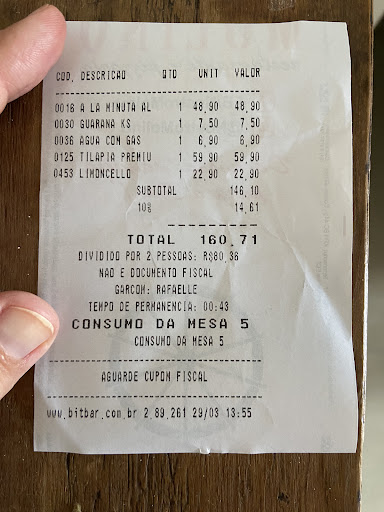 COD. DESCRICAO QTD UNIT VALOR
0016 A LA MINUTA AL 1 48,90 48,90
0030 GUARANA KS 1 7,50 7,50
0036 AGUA COM GAS 1 6,90 6,90
0125 TILAPIA PREMIU 1 59,90 59,90
0453 LIMONCELLO 1 22,90 22,90
SUBTOTAL 146,10
10% 14,61
TOTAL 160,71
DIVIDIDO POR 2 PESSOAS: R$80,36
NAO E DOCUMENTO FISCAL
GARCOM: RAFAELLE
TEMPO DE PERMANENCIA: 00:43
CONSUMO DA MESA 5
CONSUMO DA MESA 5
AGUARDE CUPOM FISCAL
www.bitbar.com.br 2.89.261 29/03 13:55